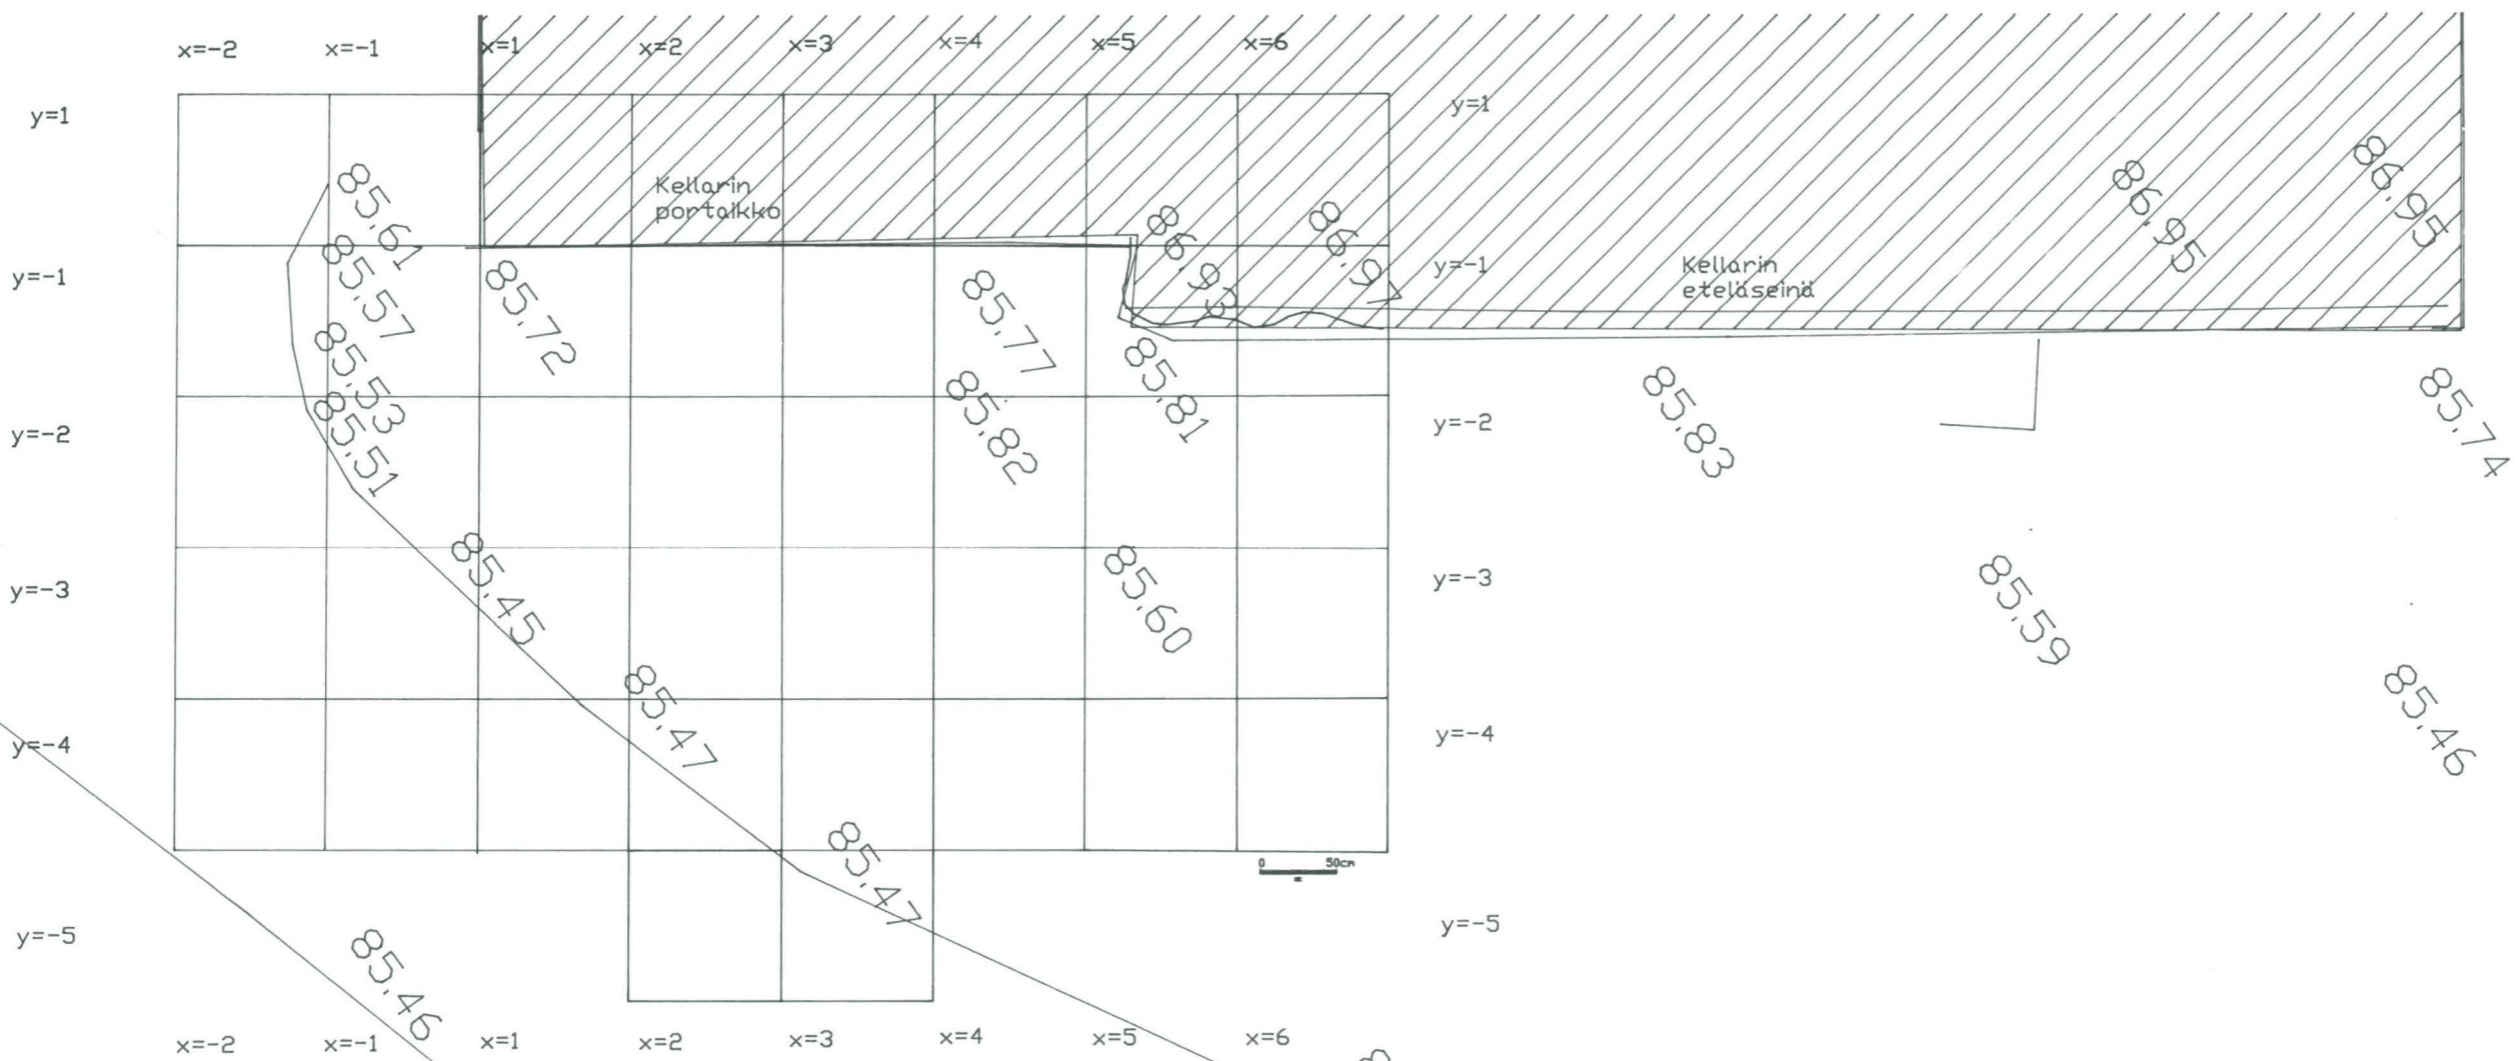 x=-2 x=-1 x=1 x=2 x=3 x=4 x=5 x=6
y=1 y=1
85,61
Kellarin
portaikko
86,93
86,97
86,95
86,95
85,57
y=-1 y=-1
85,72
85,77
Kellarin
eteläseinä
85,53
85,81
85,82
85,83
85,74
85,51
y=-2 y=-2
85,45
85,60
85,59
y=-3 y=-3
85,47
85,46
y=-4 y=-4
85,47
0 50cm
y=-5 y=-5
85,46
x=-2 x=-1 x=1 x=2 x=3 x=4 x=5 x=6